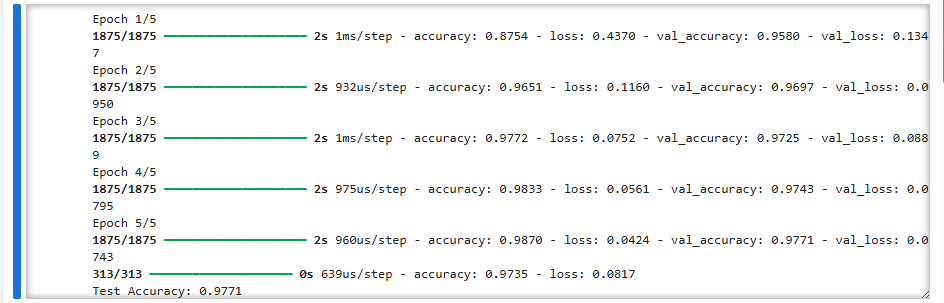 Epoch 1/5
1875/1875 ━━━━━━━━━━━━━━━━━━━━ 2s 1ms/step - accuracy: 0.8754 - loss: 0.4370 - val_accuracy: 0.9580 - val_loss: 0.134
7
Epoch 2/5
1875/1875 ━━━━━━━━━━━━━━━━━━━━ 2s 932us/step - accuracy: 0.9651 - loss: 0.1160 - val_accuracy: 0.9697 - val_loss: 0.0
950
Epoch 3/5
1875/1875 ━━━━━━━━━━━━━━━━━━━━ 2s 1ms/step - accuracy: 0.9772 - loss: 0.0752 - val_accuracy: 0.9725 - val_loss: 0.088
9
Epoch 4/5
1875/1875 ━━━━━━━━━━━━━━━━━━━━ 2s 975us/step - accuracy: 0.9833 - loss: 0.0561 - val_accuracy: 0.9743 - val_loss: 0.0
795
Epoch 5/5
1875/1875 ━━━━━━━━━━━━━━━━━━━━ 2s 960us/step - accuracy: 0.9870 - loss: 0.0424 - val_accuracy: 0.9771 - val_loss: 0.0
743
313/313 ━━━━━━━━━━━━━━━━━━━━ 0s 639us/step - accuracy: 0.9735 - loss: 0.0817
Test Accuracy: 0.9771